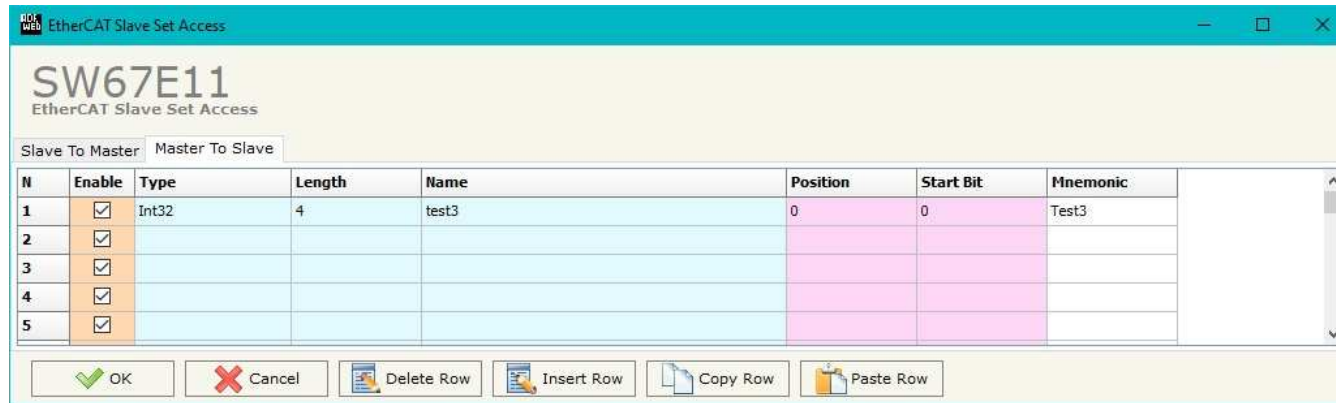 ADF WEB EtherCAT Slave Set Access
SW67E11
EtherCAT Slave Set Access
Slave To Master Master To Slave
N Enable Type Length Name Position Start Bit Mnemonic
1 Int32 4 test3 0 0 Test3
2
3
4
5
OK Cancel Delete Row Insert Row Copy Row Paste Row